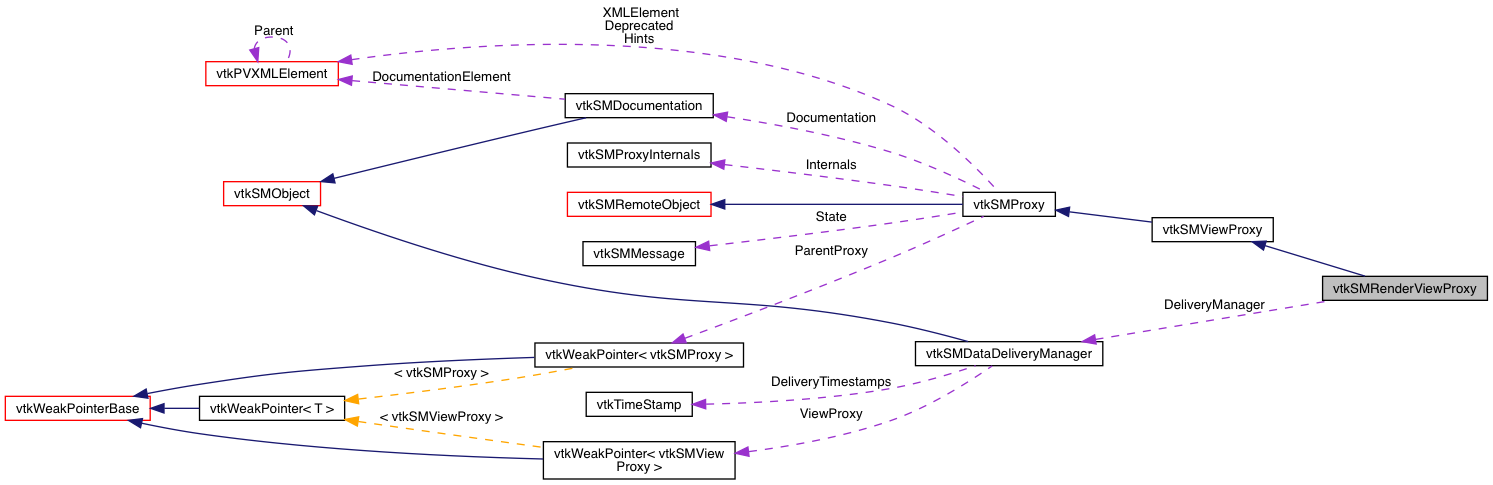 XMLElement
Deprecated
Hints
Parent
vtkPVXMLElement
DocumentationElement
vtkSMDocumentation
Documentation
vtkSMProxyInternals
Internals
vtkSMObject
vtkSMRemoteObject
vtkSMProxy
State
vtkSMViewProxy
vtkSMMessage
ParentProxy
vtkSMRenderViewProxy
DeliveryManager
vtkWeakPointer< vtkSMProxy >
vtkSMDataDeliveryManager
< vtkSMProxy >
DeliveryTimestamps
vtkWeakPointerBase
vtkWeakPointer< T >
vtkTimeStamp
< vtkSMViewProxy >
ViewProxy
vtkWeakPointer< vtkSMView
Proxy >